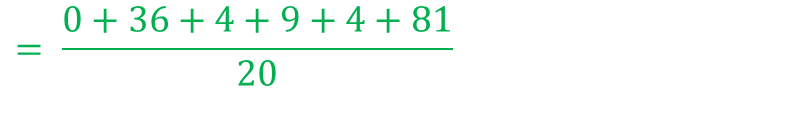 = 0 + 36 + 4 + 9 + 4 + 81
20